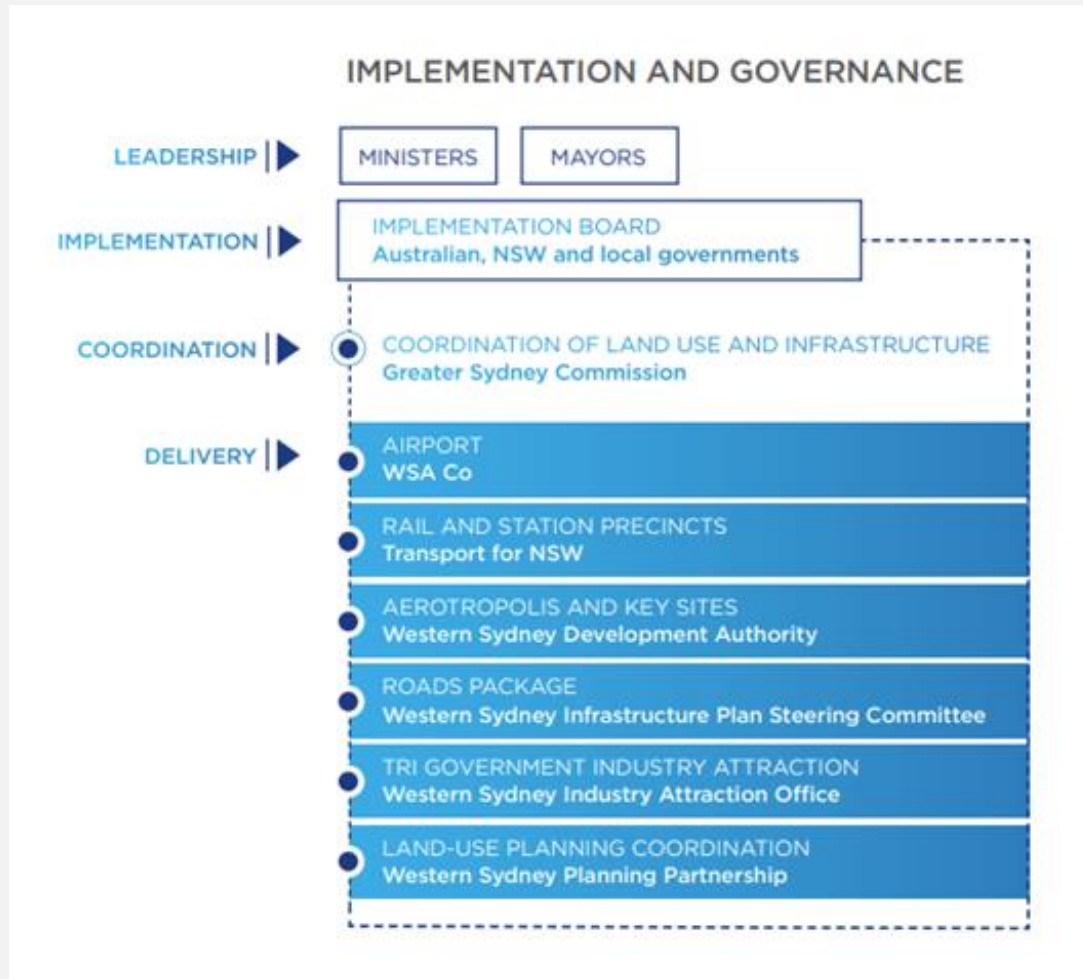 IMPLEMENTATION AND GOVERNANCE
LEADERSHIP
MINISTERS
MAYORS
IMPLEMENTATION
IMPLEMENTATION BOARD
Australian, NSW and local governments
COORDINATION
COORDINATION OF LAND USE AND INFRASTRUCTURE
Greater Sydney Commission
DELIVERY
AIRPORT
WSA Co
RAIL AND STATION PRECINCTS
Transport for NSW
AEROTROPOLIS AND KEY SITES
Western Sydney Development Authority
ROADS PACKAGE
Western Sydney Infrastructure Plan Steering Committee
TRI GOVERNMENT INDUSTRY ATTRACTION
Western Sydney Industry Attraction Office
LAND-USE PLANNING COORDINATION
Western Sydney Planning Partnership